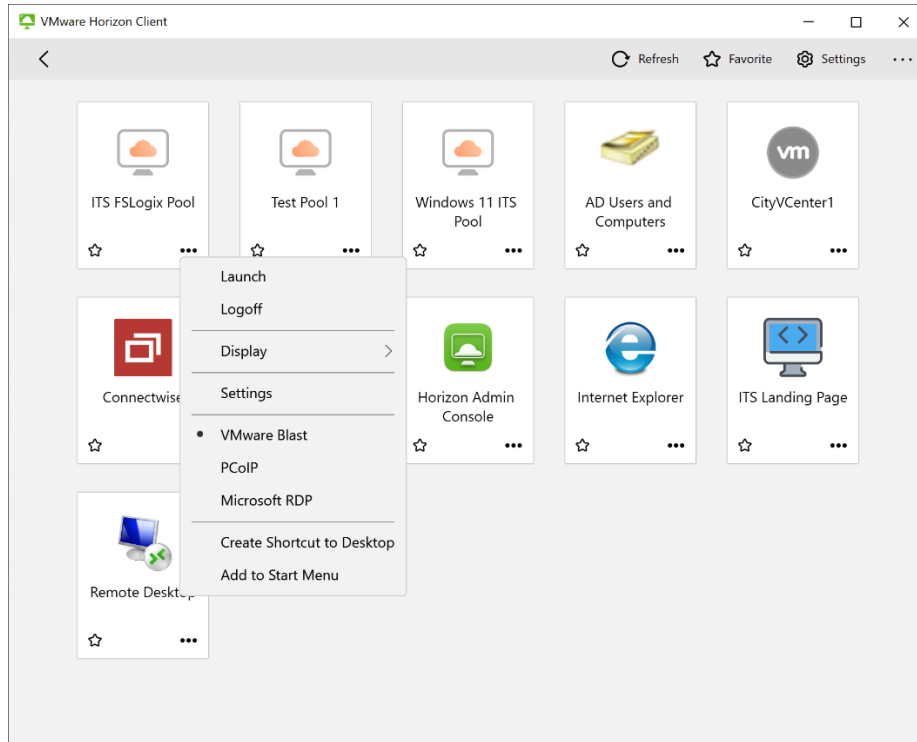 VMware Horizon Client
Refresh
Favorite
Settings
ITS FSLogix Pool
Test Pool 1
Windows 11 ITS
Pool
AD Users and
Computers
vm
CityVCenter1
Launch
Logoff
Display
Settings
VMware Blast
PCoIP
Microsoft RDP
Create Shortcut to Desktop
Add to Start Menu
Connectwise
Horizon Admin
Console
Internet Explorer
ITS Landing Page
Remote Deskto